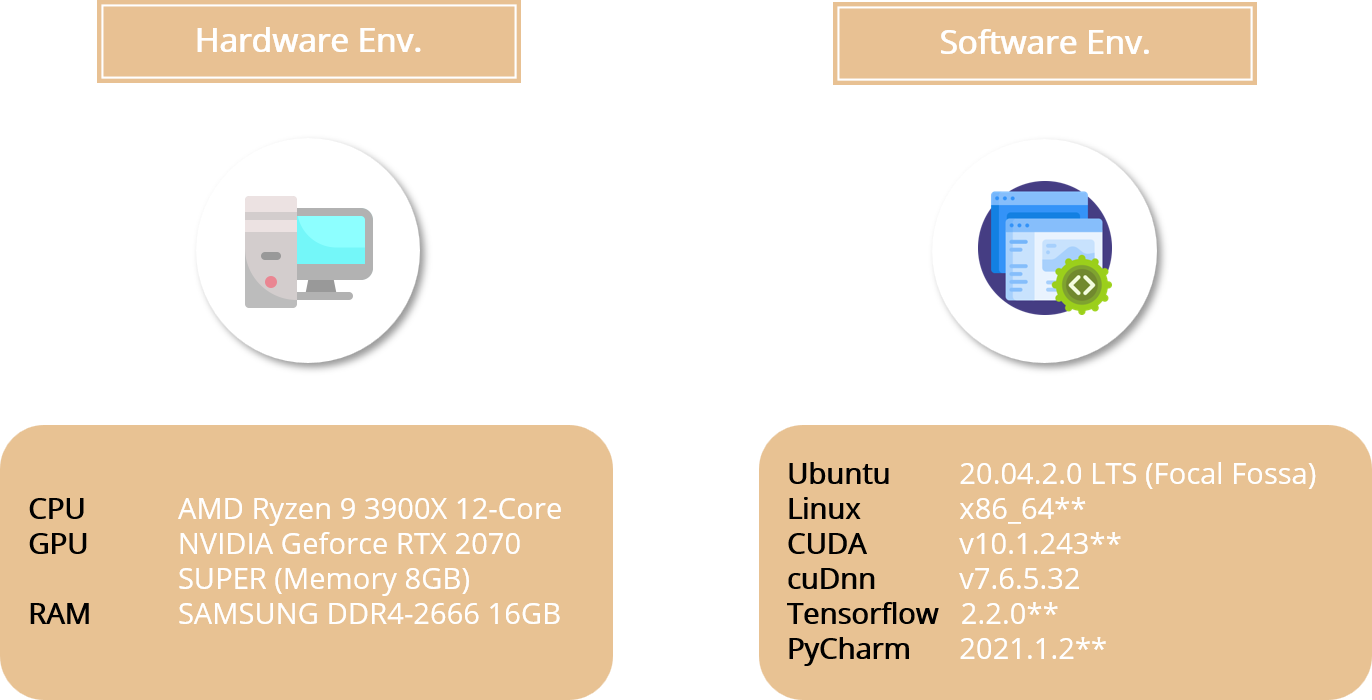 Hardware Env.
CPU AMD Ryzen 9 3900X 12-Core
GPU NVIDIA Geforce RTX 2070
SUPER (Memory 8GB)
RAM SAMSUNG DDR4-2666 16GB
Software Env.
Ubuntu 20.04.2.0 LTS (Focal Fossa)
Linux x86_64**
CUDA v10.1.243**
cuDnn v7.6.5.32
Tensorflow 2.2.0**
PyCharm 2021.1.2**